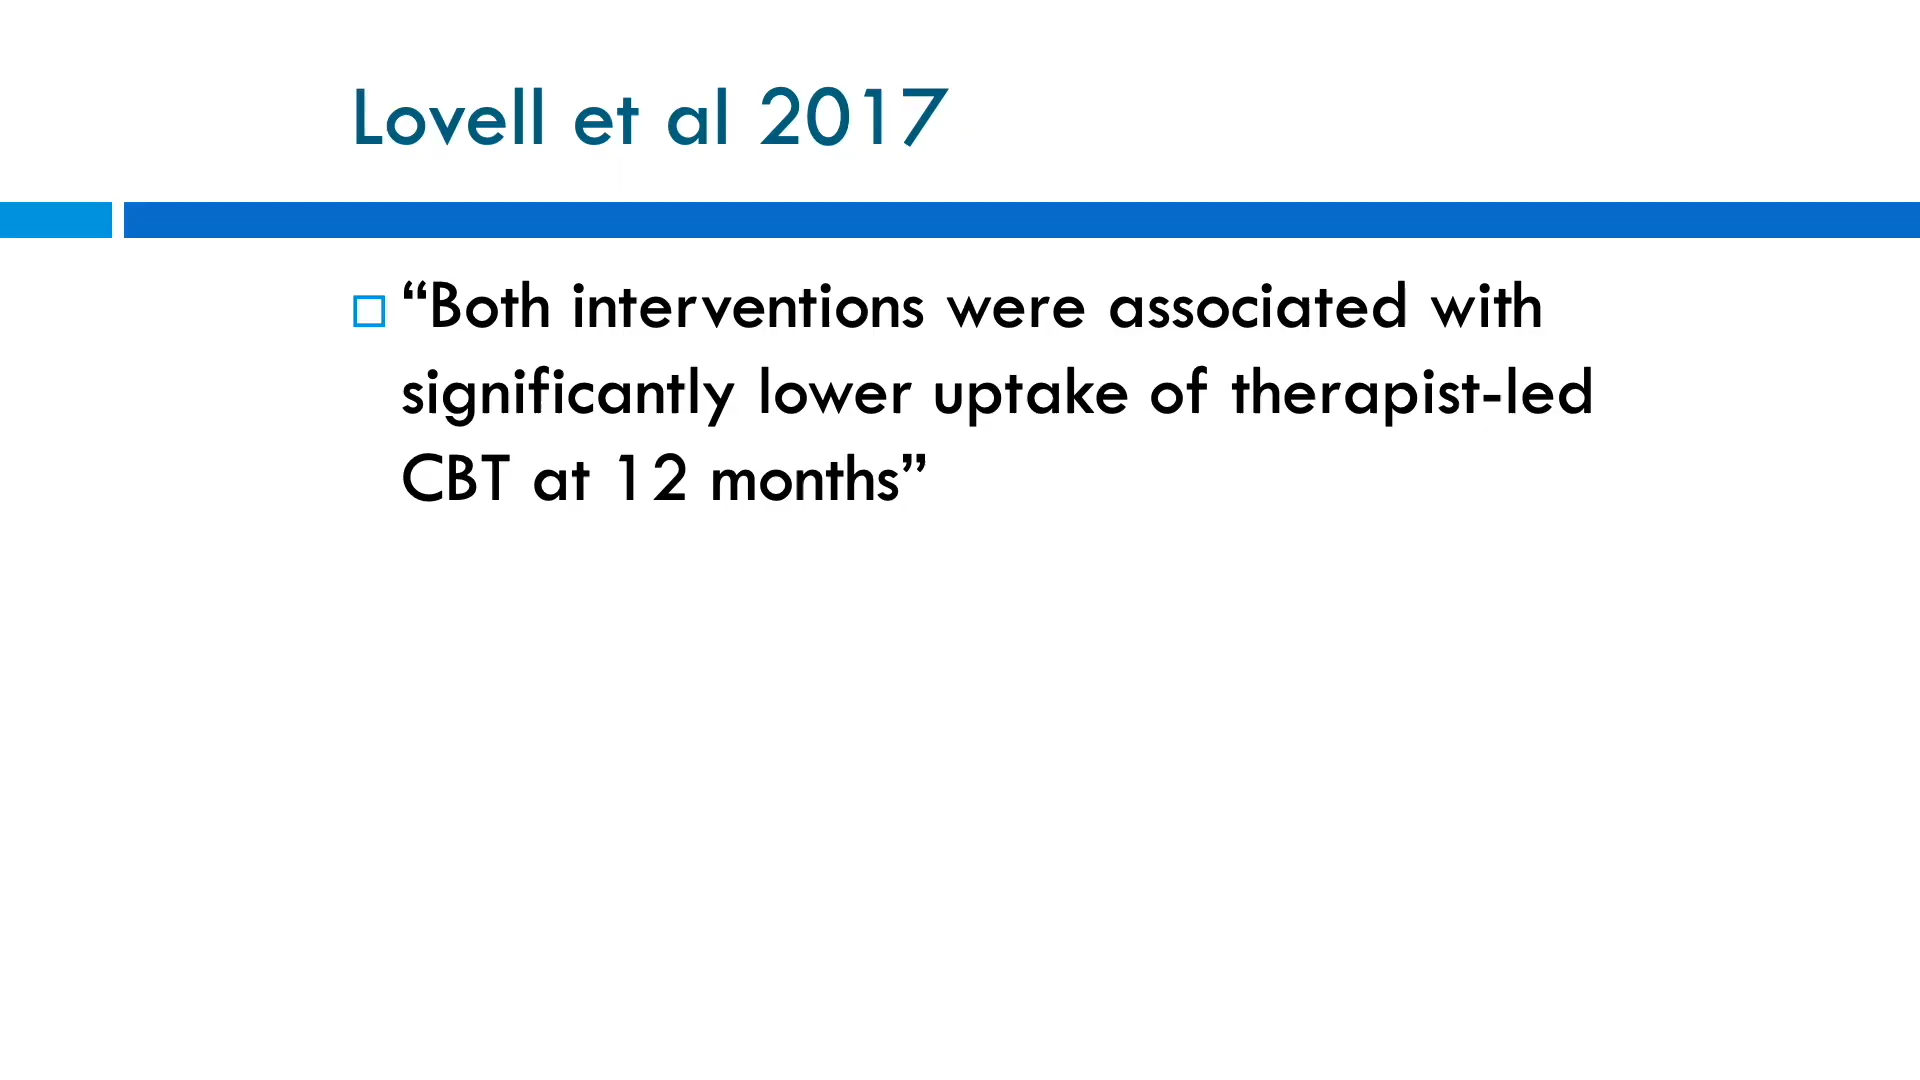 Lovell et al 2017
“Both interventions were associated with
significantly lower uptake of therapist-led
CBT at 12 months”